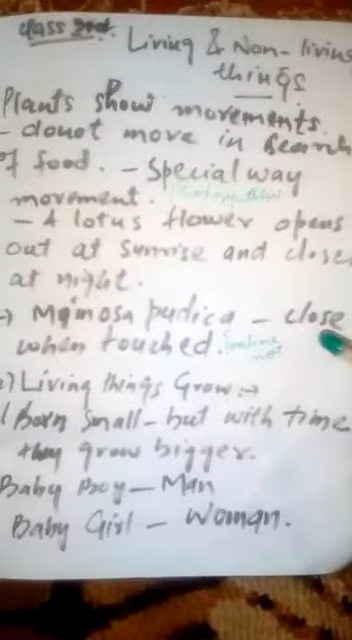 class 2nd.
Living & Non-living
things
Plants show movements.
- donot move in Search
of food. - Special way
movement.
- A lotus flower opens
out at Sunrise and closes
at night.
→ Mimosa pudica - close
when touched.
Living things Grow :→
Born Small - but with time
they grow bigger.
Baby Boy - Man
Baby Girl - Woman.